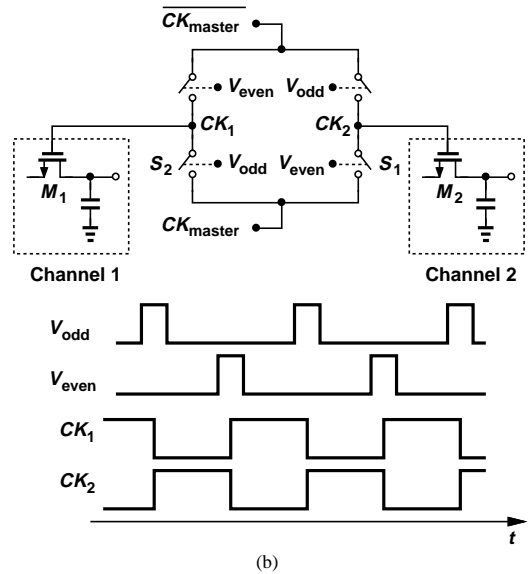 CKmaster
Veven Vodd
CK1 CK2
S2 Vodd Veven S1
M1 M2
CKmaster
Channel 1 Channel 2
Vodd
Veven
CK1
CK2
t
(b)